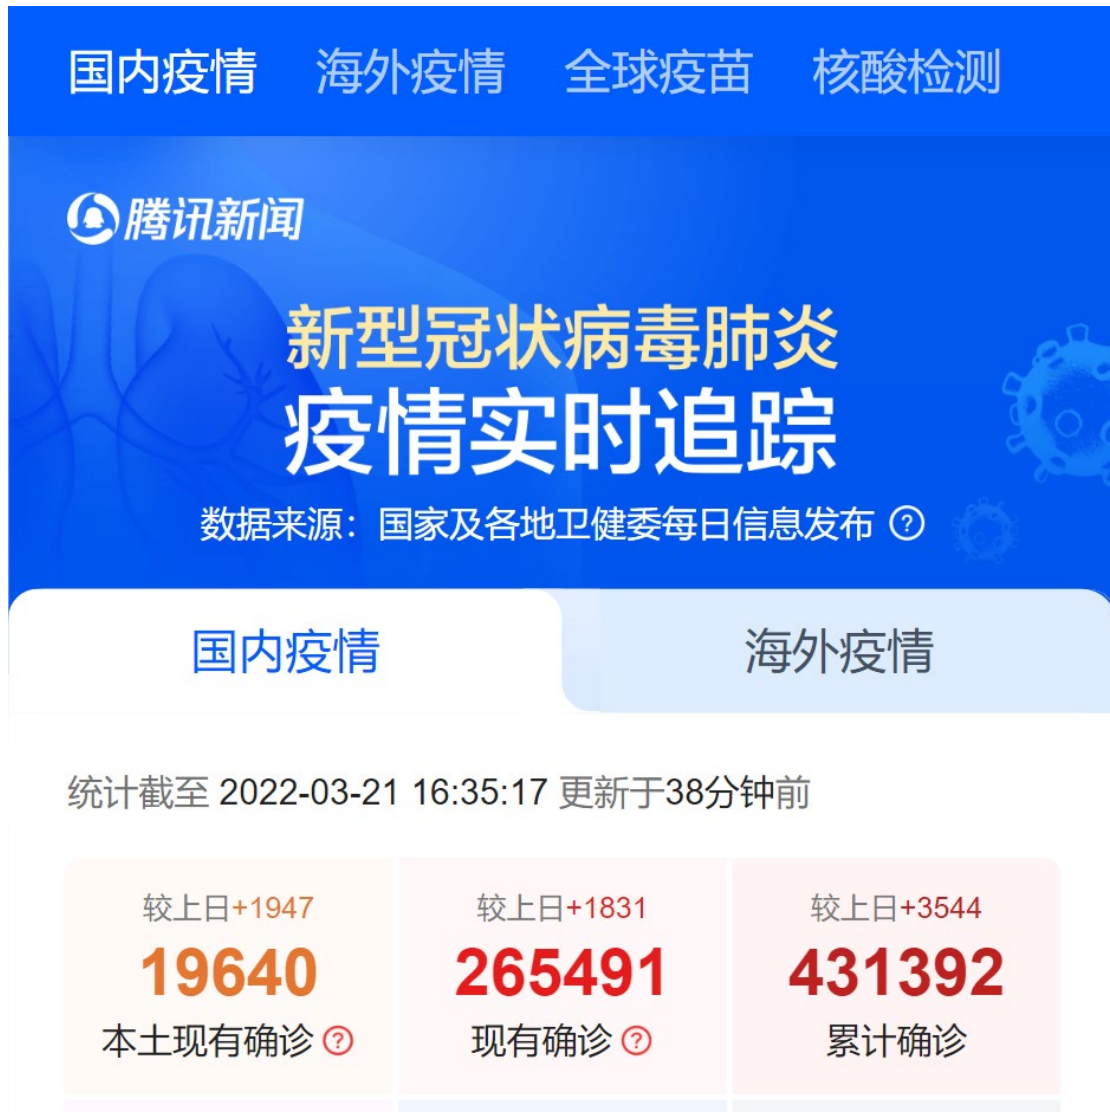 国内疫情 海外疫情 全球疫苗 核酸检测
腾讯新闻
新型冠状病毒肺炎
疫情实时追踪
数据来源：国家及各地卫健委每日信息发布 ?
国内疫情 海外疫情
统计截至 2022-03-21 16:35:17 更新于38分钟前
较上日+1947 较上日+1831 较上日+3544
19640 265491 431392
本土现有确诊 ? 现有确诊 ? 累计确诊